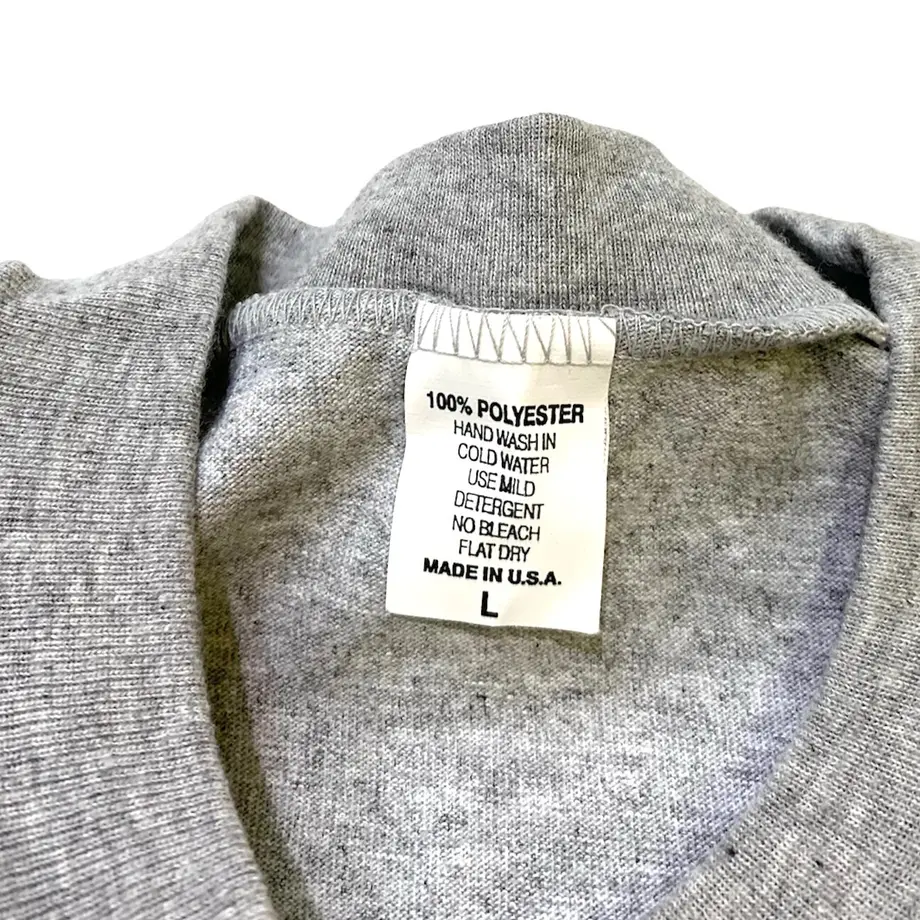 100% POLYESTER
HAND WASH IN
COLD WATER
USE MILD
DETERGENT
NO BLEACH
FLAT DRY
MADE IN U.S.A.
L